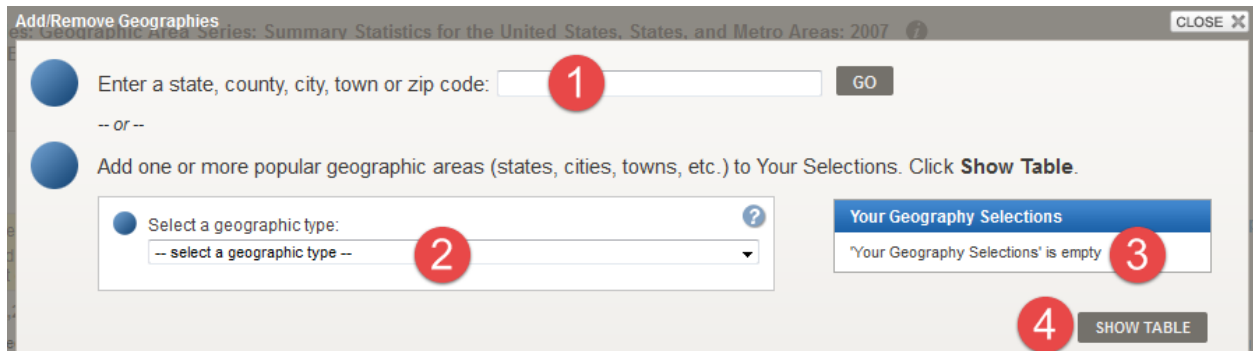 Add/Remove Geographies
CLOSE X
es: Geographic Area Series: Summary Statistics for the United States, States, and Metro Areas: 2007 i
Enter a state, county, city, town or zip code:
1
GO
-- or --
Add one or more popular geographic areas (states, cities, towns, etc.) to Your Selections. Click Show Table.
Select a geographic type:
?
-- select a geographic type --
2
Your Geography Selections
'Your Geography Selections' is empty
3
4
SHOW TABLE